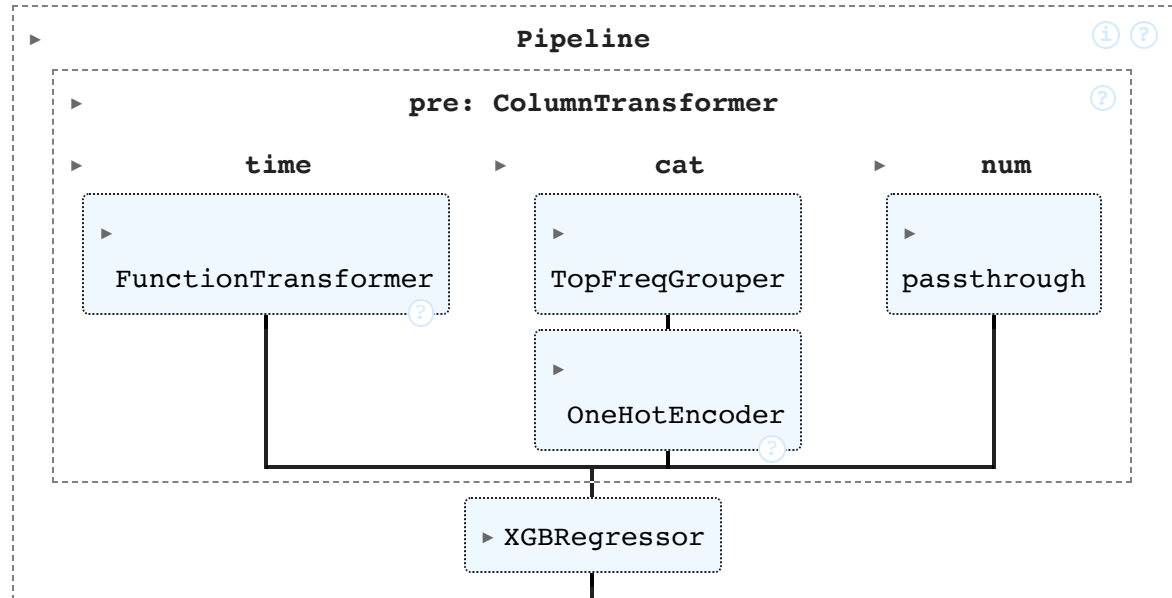 Pipeline i ?
pre: ColumnTransformer ?
time cat num
FunctionTransformer TopFreqGrouper passthrough
?
OneHotEncoder
?
XGBRegressor